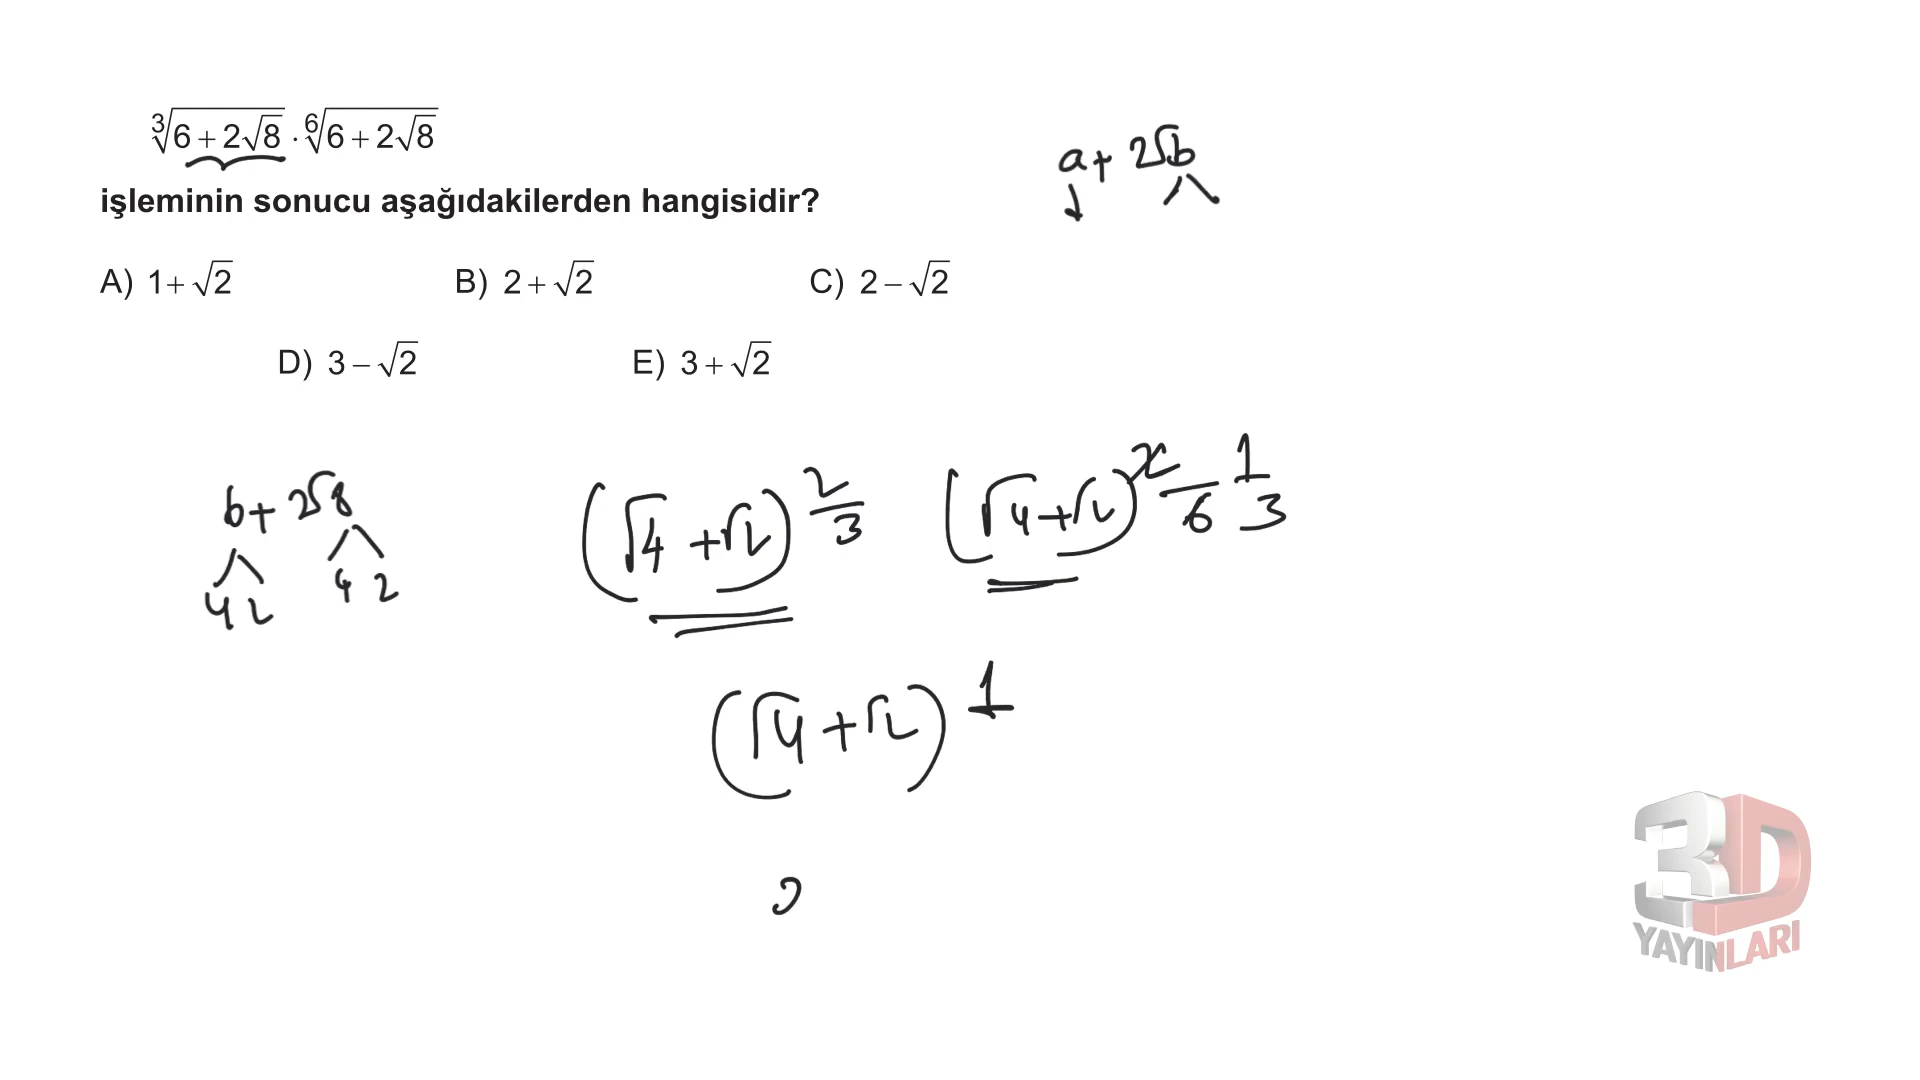 ∛(6 + 2√8) · ⁶√(6 + 2√8)
a + 2√b
işleminin sonucu aşağıdakilerden hangisidir?
A) 1 + √2
B) 2 + √2
C) 2 − √2
D) 3 − √2
E) 3 + √2
6 + 2√8
4 2 4 2
(√4 + √2)^(2/3) (√4 + √2)^(2/6) 1/3
(√4 + √2)^1
3D
YAYINLARI